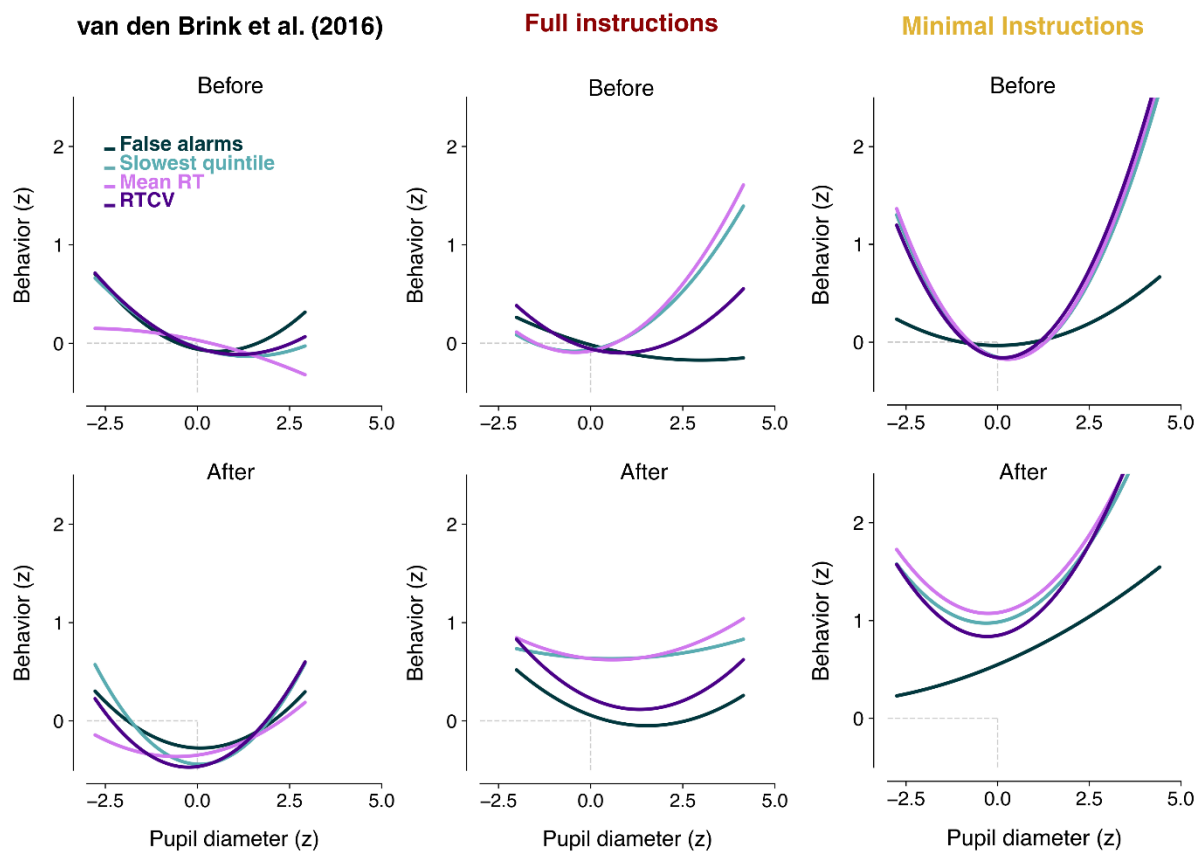 van den Brink et al. (2016)
Full instructions
Minimal Instructions
Before
Before
Before
False alarms
Slowest quintile
Mean RT
RTCV
Behavior (z)
2
1
0
−2.5
0.0
2.5
5.0
Behavior (z)
2
1
0
−2.5
0.0
2.5
5.0
Behavior (z)
2
1
0
−2.5
0.0
2.5
5.0
After
After
After
Behavior (z)
2
1
0
−2.5
0.0
2.5
5.0
Pupil diameter (z)
Behavior (z)
2
1
0
−2.5
0.0
2.5
5.0
Pupil diameter (z)
Behavior (z)
2
1
0
−2.5
0.0
2.5
5.0
Pupil diameter (z)